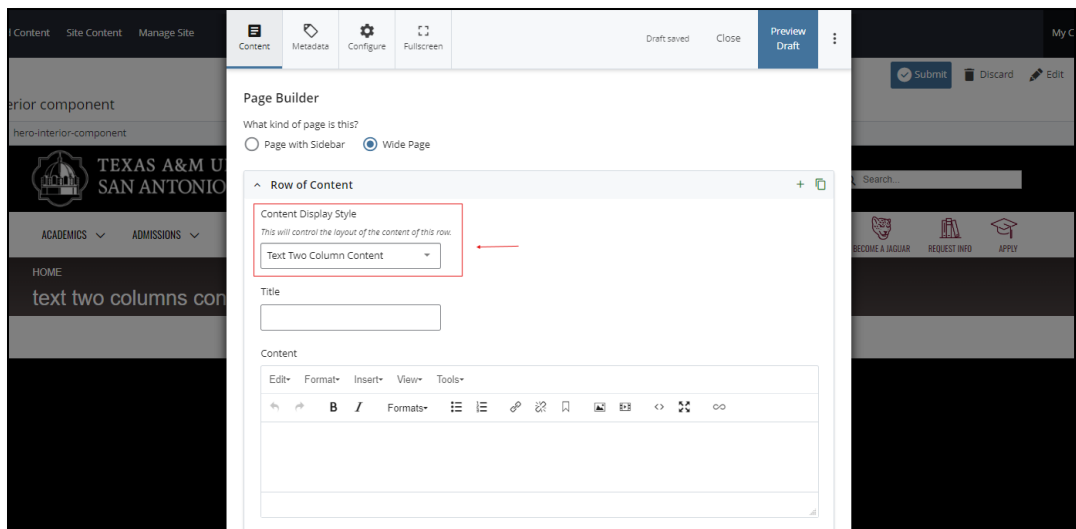 l Content Site Content Manage Site
Content Metadata Configure Fullscreen
Draft saved Close Preview Draft
My C
Submit Discard Edit
erior component
hero-interior-component
Page Builder
What kind of page is this?
Page with Sidebar Wide Page
TEXAS A&M U
SAN ANTONIO
Search...
Row of Content
Content Display Style
This will control the layout of the content of this row.
Text Two Column Content
ACADEMICS ADMISSIONS
BECOME A JAGUAR REQUEST INFO APPLY
HOME
text two columns con
Title
Content
Edit Format Insert View Tools
B I Formats